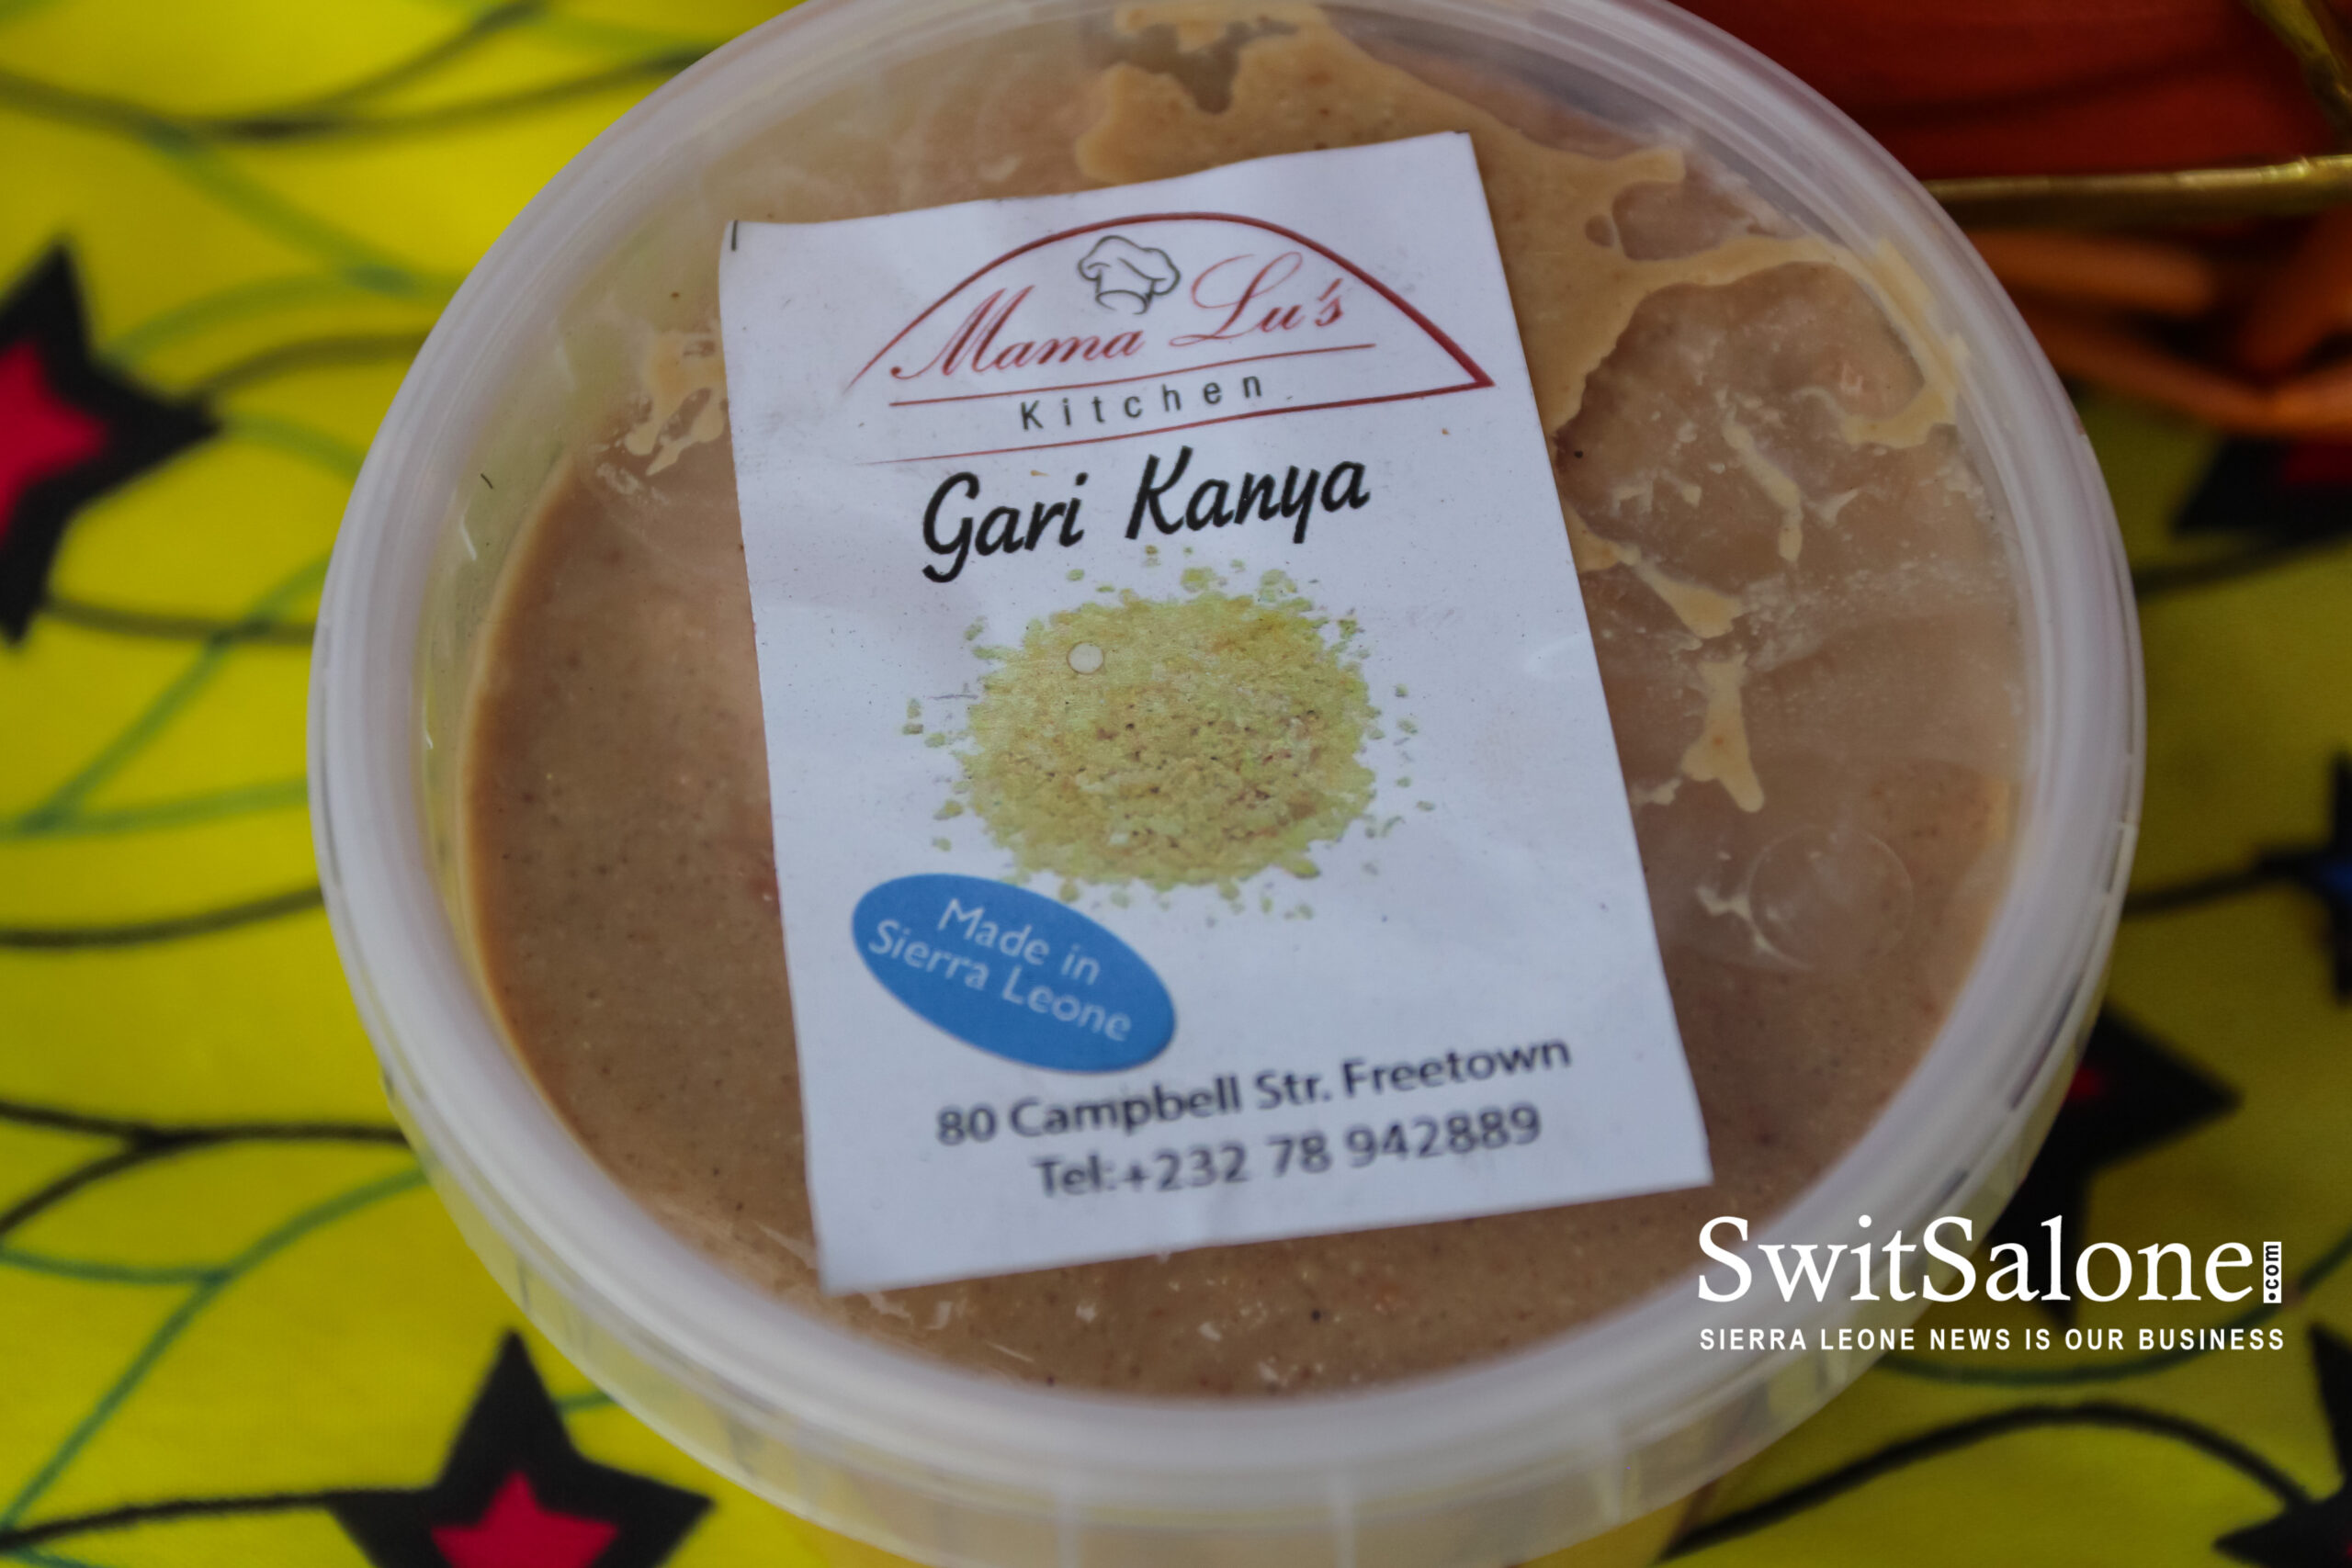 Mama Lu's
Kitchen
Gari Kanya
Made in
Sierra Leone
80 Campbell Str. Freetown
Tel:+232 78 942889
SwitSalone.com
SIERRA LEONE NEWS IS OUR BUSINESS